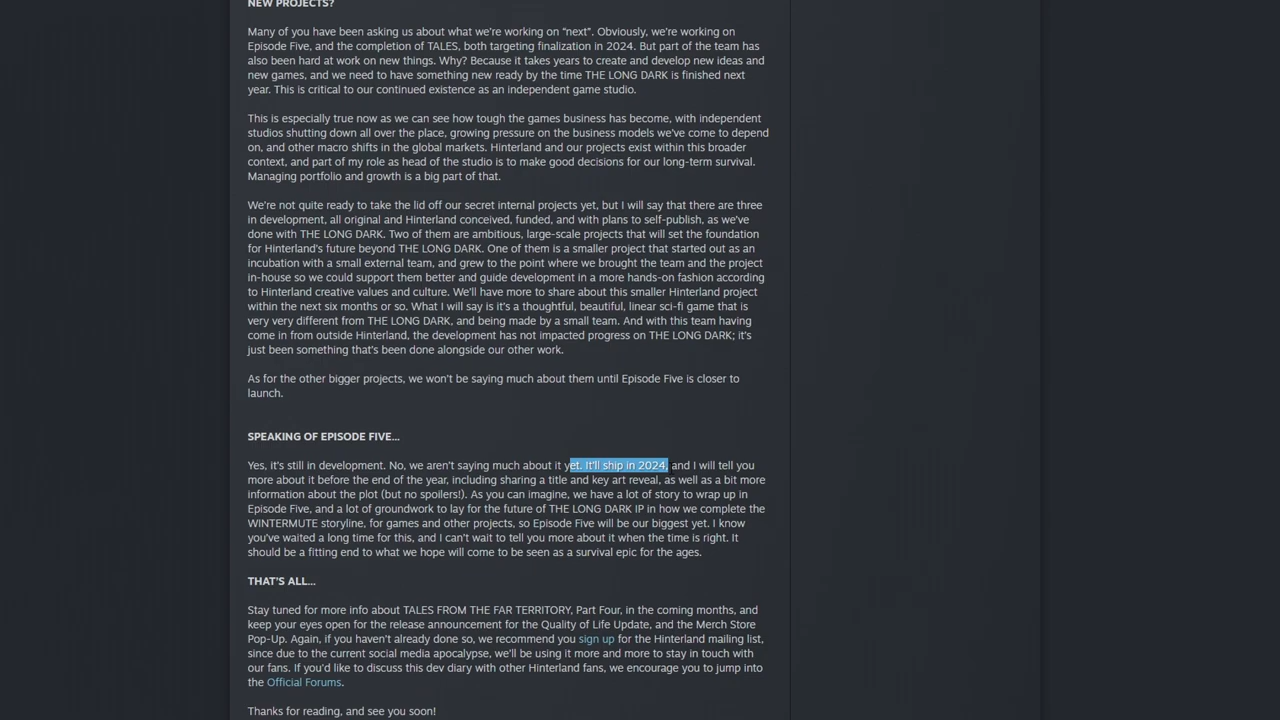 NEW PROJECTS?
Many of you have been asking us about what we're working on “next”. Obviously, we're working on
Episode Five, and the completion of TALES, both targeting finalization in 2024. But part of the team has
also been hard at work on new things. Why? Because it takes years to create and develop new ideas and
new games, and we need to have something new ready by the time THE LONG DARK is finished next
year. This is critical to our continued existence as an independent game studio.
This is especially true now as we can see how tough the games business has become, with independent
studios shutting down all over the place, growing pressure on the business models we've come to depend
on, and other macro shifts in the global markets. Hinterland and our projects exist within this broader
context, and part of my role as head of the studio is to make good decisions for our long-term survival.
Managing portfolio and growth is a big part of that.
We're not quite ready to take the lid off our secret internal projects yet, but I will say that there are three
in development, all original and Hinterland conceived, funded, and with plans to self-publish, as we've
done with THE LONG DARK. Two of them are ambitious, large-scale projects that will set the foundation
for Hinterland's future beyond THE LONG DARK. One of them is a smaller project that started out as an
incubation with a small external team, and grew to the point where we brought the team and the project
in-house so we could support them better and guide development in a more hands-on fashion according
to Hinterland creative values and culture. We'll have more to share about this smaller Hinterland project
within the next six months or so. What I will say is it's a thoughtful, beautiful, linear sci-fi game that is
very very different from THE LONG DARK, and being made by a small team. And with this team having
come in from outside Hinterland, the development has not impacted progress on THE LONG DARK; it's
just been something that's been done alongside our other work.
As for the other bigger projects, we won't be saying much about them until Episode Five is closer to
launch.
SPEAKING OF EPISODE FIVE...
Yes, it's still in development. No, we aren't saying much about it yet. It'll ship in 2024, and I will tell you
more about it before the end of the year, including sharing a title and key art reveal, as well as a bit more
information about the plot (but no spoilers!). As you can imagine, we have a lot of story to wrap up in
Episode Five, and a lot of groundwork to lay for the future of THE LONG DARK IP in how we complete the
WINTERMUTE storyline, for games and other projects, so Episode Five will be our biggest yet. I know
you've waited a long time for this, and I can't wait to tell you more about it when the time is right. It
should be a fitting end to what we hope will come to be seen as a survival epic for the ages.
THAT'S ALL...
Stay tuned for more info about TALES FROM THE FAR TERRITORY, Part Four, in the coming months, and
keep your eyes open for the release announcement for the Quality of Life Update, and the Merch Store
Pop-Up. Again, if you haven't already done so, we recommend you sign up for the Hinterland mailing list,
since due to the current social media apocalypse, we'll be using it more and more to stay in touch with
our fans. If you'd like to discuss this dev diary with other Hinterland fans, we encourage you to jump into
the Official Forums.
Thanks for reading, and see you soon!